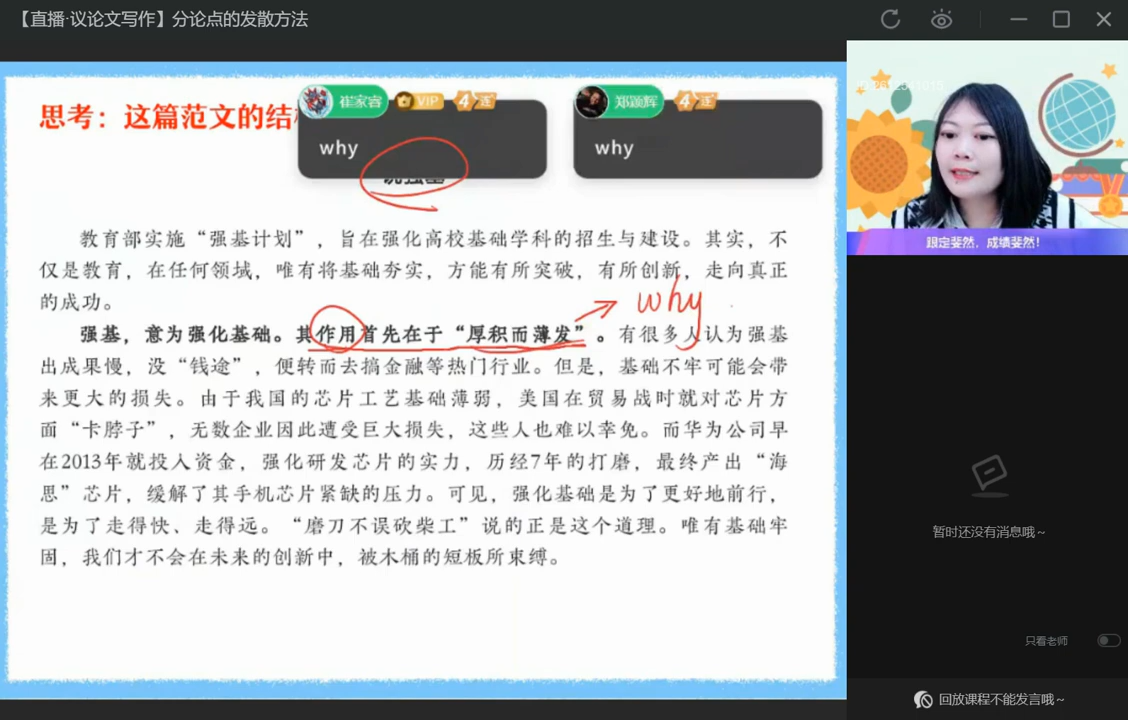 【直播·议论文写作】分论点的发散方法
思考：这篇范文的结
崔家睿 VIP 4连
why
郑颖辉 4连
why
说强基
教育部实施“强基计划”，旨在强化高校基础学科的招生与建设。其实，不
仅是教育，在任何领域，唯有将基础夯实，方能有所突破，有所创新，走向真正
的成功。
why
强基，意为强化基础。其作用首先在于“厚积而薄发”。有很多人认为强基
出成果慢，没“钱途”，便转而去搞金融等热门行业。但是，基础不牢可能会带
来更大的损失。由于我国的芯片工艺基础薄弱，美国在贸易战时就对芯片方
面“卡脖子”，无数企业因此遭受巨大损失，这些人也难以幸免。而华为公司早
在2013年就投入资金，强化研发芯片的实力，历经7年的打磨，最终产出“海
思”芯片，缓解了其手机芯片紧缺的压力。可见，强化基础是为了更好地前行，
是为了走得快、走得远。“磨刀不误砍柴工”说的正是这个道理。唯有基础牢
固，我们才不会在未来的创新中，被木桶的短板所束缚。
跟定斐然，成绩斐然！
暂时还没有消息哦~
只看老师
回放课程不能发言哦~